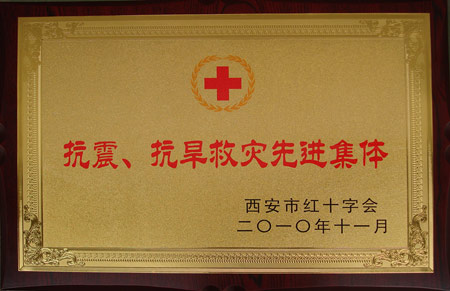 抗震、抗旱救灾先进集体
西安市红十字会
二〇一〇年十一月